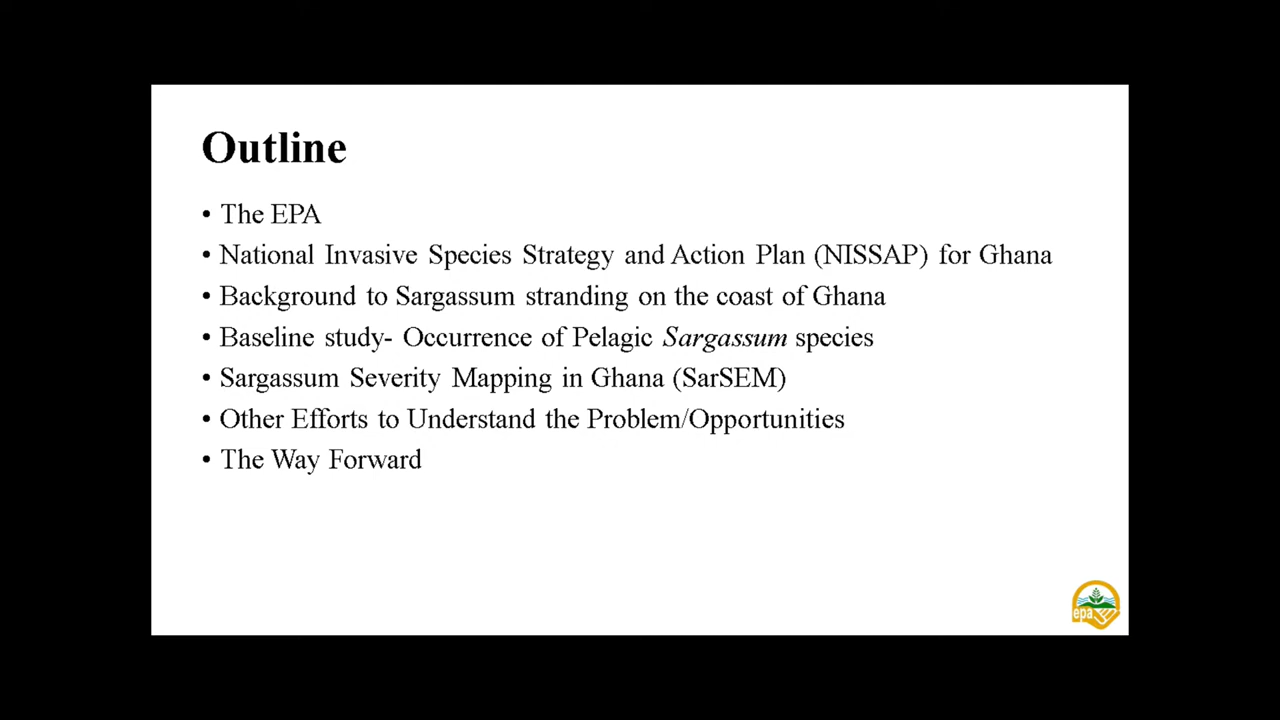 Outline
• The EPA
• National Invasive Species Strategy and Action Plan (NISSAP) for Ghana
• Background to Sargassum stranding on the coast of Ghana
• Baseline study- Occurrence of Pelagic Sargassum species
• Sargassum Severity Mapping in Ghana (SarSEM)
• Other Efforts to Understand the Problem/Opportunities
• The Way Forward
epa